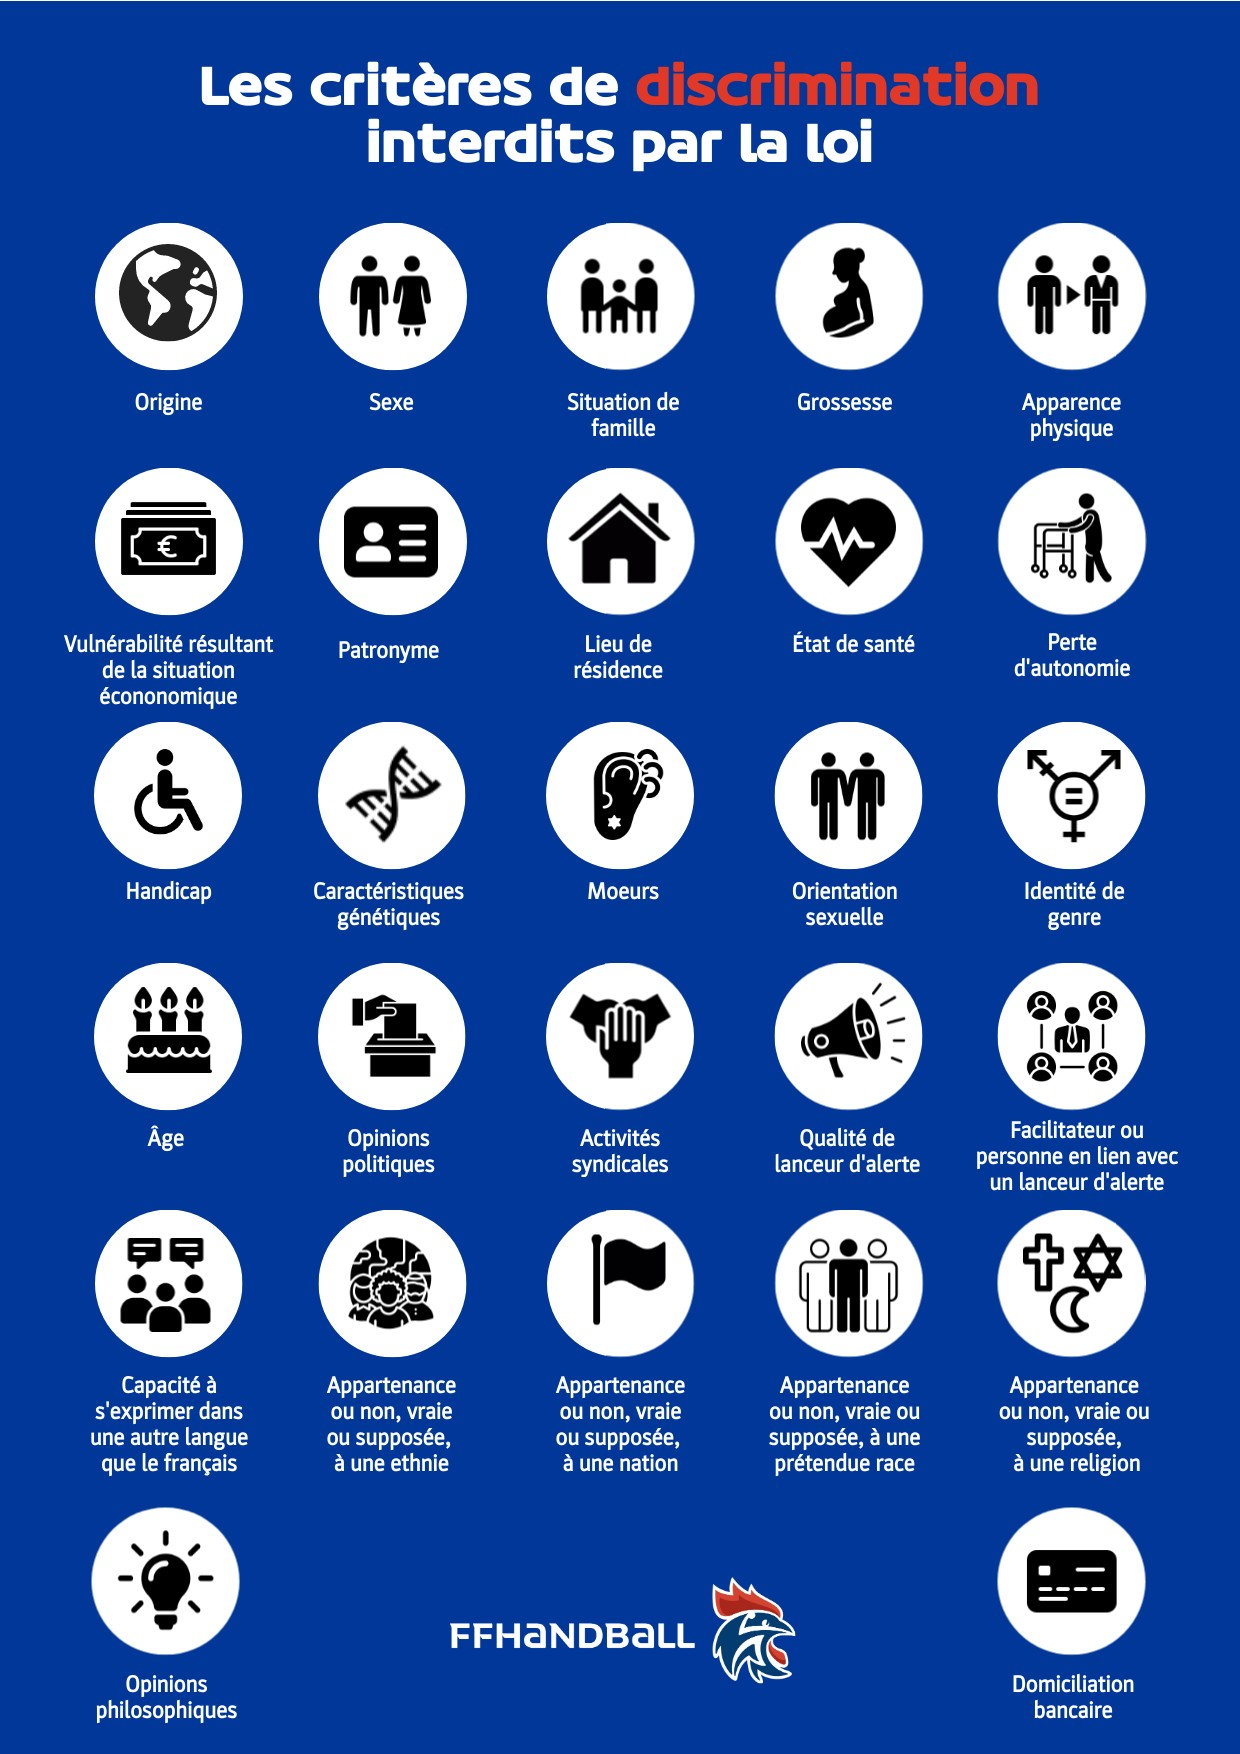 Les critères de discrimination
interdits par la loi
Origine
Sexe
Situation de
famille
Grossesse
Apparence
physique
€
Vulnérabilité résultant
de la situation
écononomique
Patronyme
Lieu de
résidence
État de santé
Perte
d'autonomie
Handicap
Caractéristiques
génétiques
Moeurs
Orientation
sexuelle
Identité de
genre
Âge
Opinions
politiques
Activités
syndicales
Qualité de
lanceur d'alerte
Facilitateur ou
personne en lien avec
un lanceur d'alerte
Capacité à
s'exprimer dans
une autre langue
que le français
Appartenance
ou non, vraie
ou supposée,
à une ethnie
Appartenance
ou non, vraie
ou supposée,
à une nation
Appartenance
ou non, vraie ou
supposée, à une
prétendue race
Appartenance
ou non, vraie ou
supposée,
à une religion
Opinions
philosophiques
FFHANDBALL
Domiciliation
bancaire